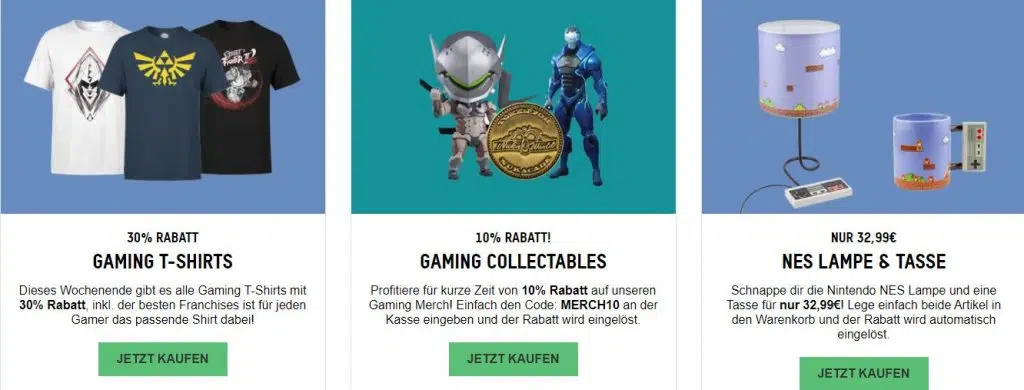 STREET
FIGHTER II
30% RABATT
GAMING T-SHIRTS
Dieses Wochenende gibt es alle Gaming T-Shirts mit
30% Rabatt, inkl. der besten Franchises ist für jeden
Gamer das passende Shirt dabei!
JETZT KAUFEN
10% RABATT!
GAMING COLLECTABLES
Profitiere für kurze Zeit von 10% Rabatt auf unseren
Gaming Merch! Einfach den Code: MERCH10 an der
Kasse eingeben und der Rabatt wird eingelöst.
JETZT KAUFEN
NUR 32,99€
NES LAMPE & TASSE
Schnappe dir die Nintendo NES Lampe und eine
Tasse für nur 32,99€! Lege einfach beide Artikel in
den Warenkorb und der Rabatt wird automatisch
eingelöst.
JETZT KAUFEN